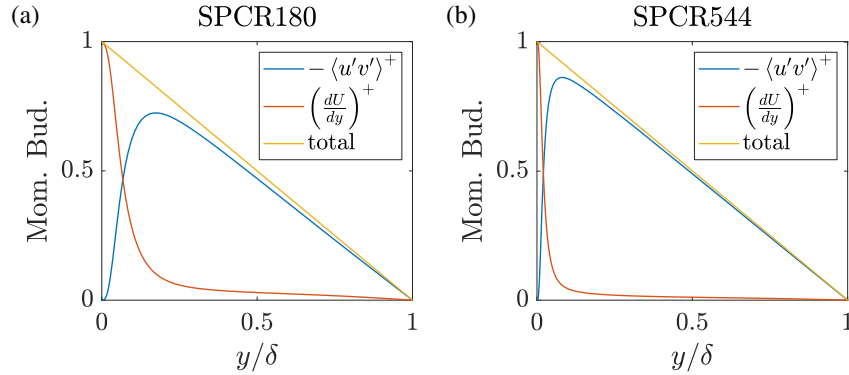 (a) SPCR180
1
0.5
0
Mom. Bud.
− ⟨u′v′⟩⁺
(dU/dy)⁺
total
0 0.5 1
y/δ
(b) SPCR544
1
0.5
0
Mom. Bud.
− ⟨u′v′⟩⁺
(dU/dy)⁺
total
0 0.5 1
y/δ